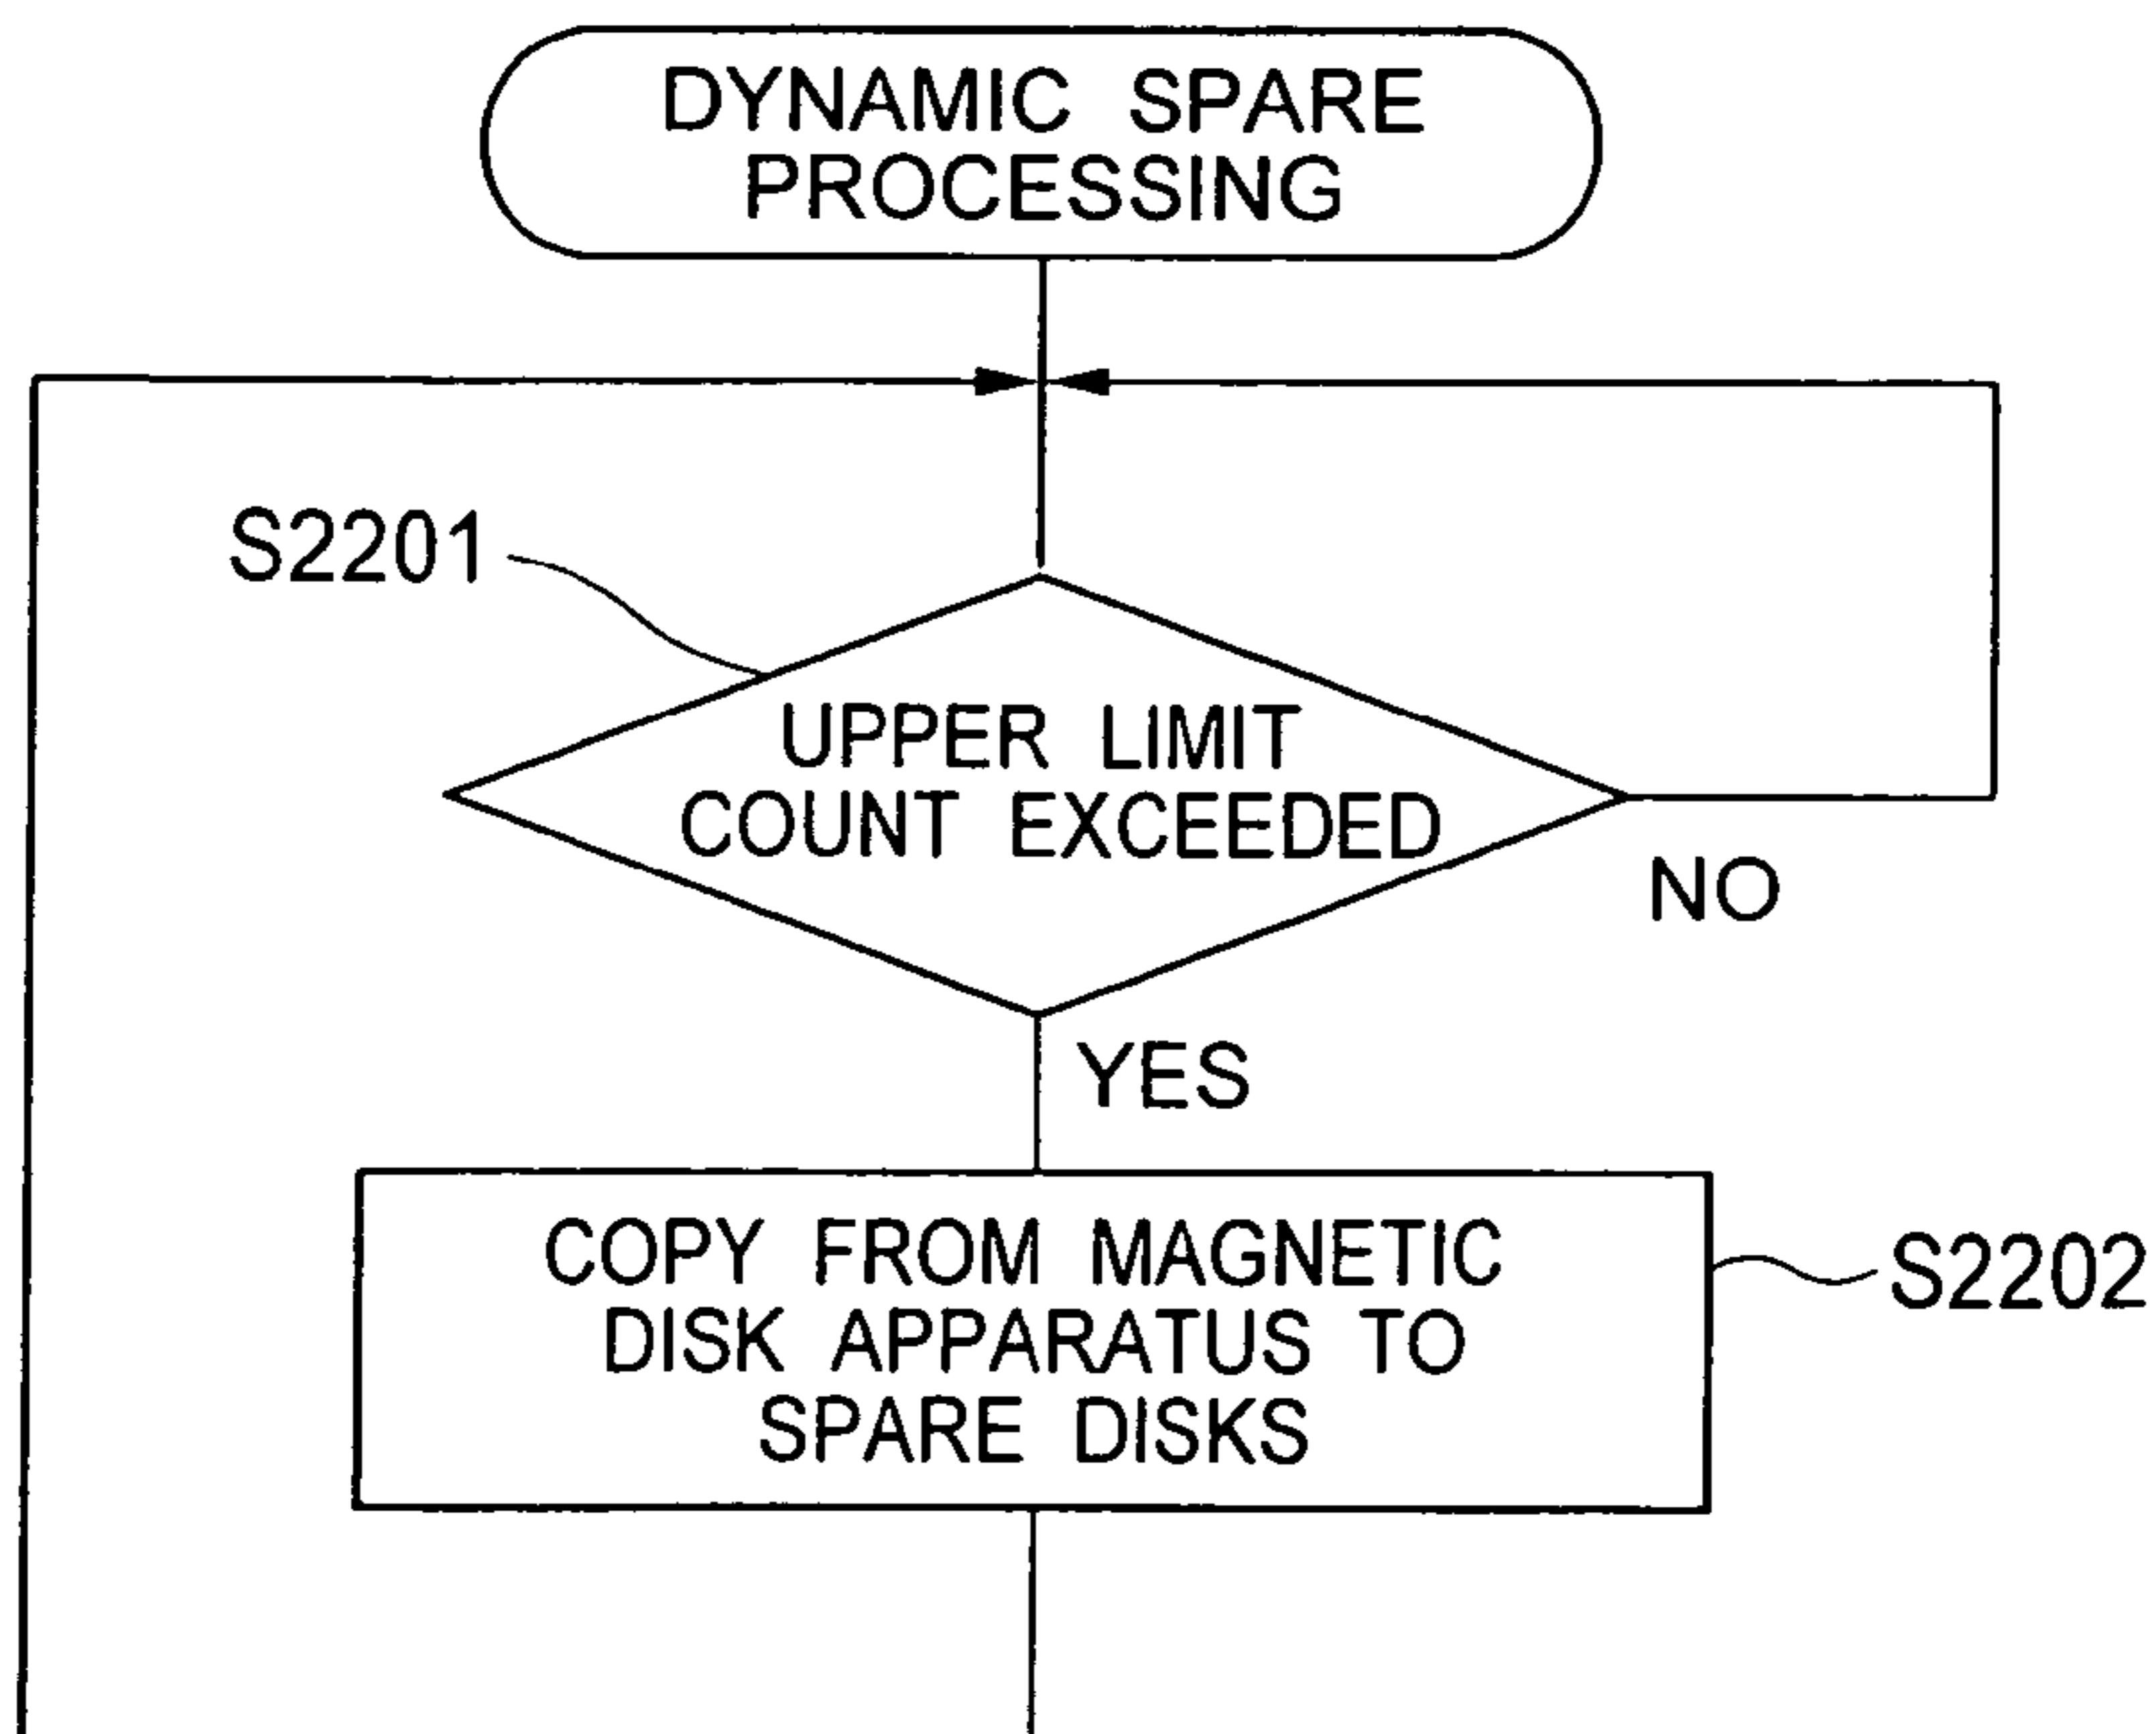 DYNAMIC SPARE
PROCESSING
S2201
UPPER LIMIT
COUNT EXCEEDED
NO
YES
COPY FROM MAGNETIC
DISK APPARATUS TO
SPARE DISKS
S2202